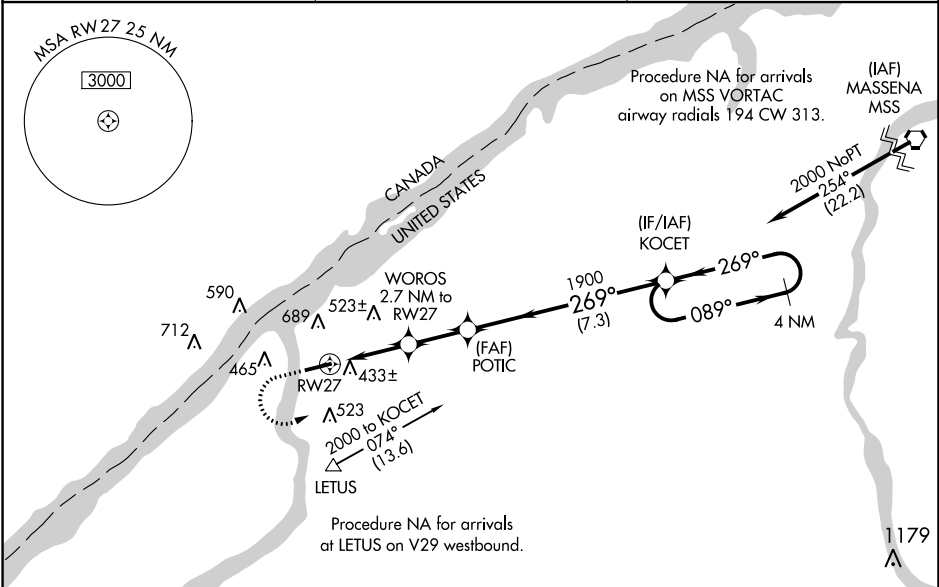 MSA RW27 25 NM
3000
Procedure NA for arrivals
on MSS VORTAC
airway radials 194 CW 313.
(IAF)
MASSENA
MSS
2000 NoPT
254°
(22.2)
CANADA
UNITED STATES
(IF/IAF)
KOCET
269°
089°
4 NM
1900
269°
(7.3)
WOROS
2.7 NM to
RW27
(FAF)
POTIC
590
712
689
523±
465
RW27
433±
523
2000 to KOCET
074°
(13.6)
LETUS
Procedure NA for arrivals
at LETUS on V29 westbound.
1179